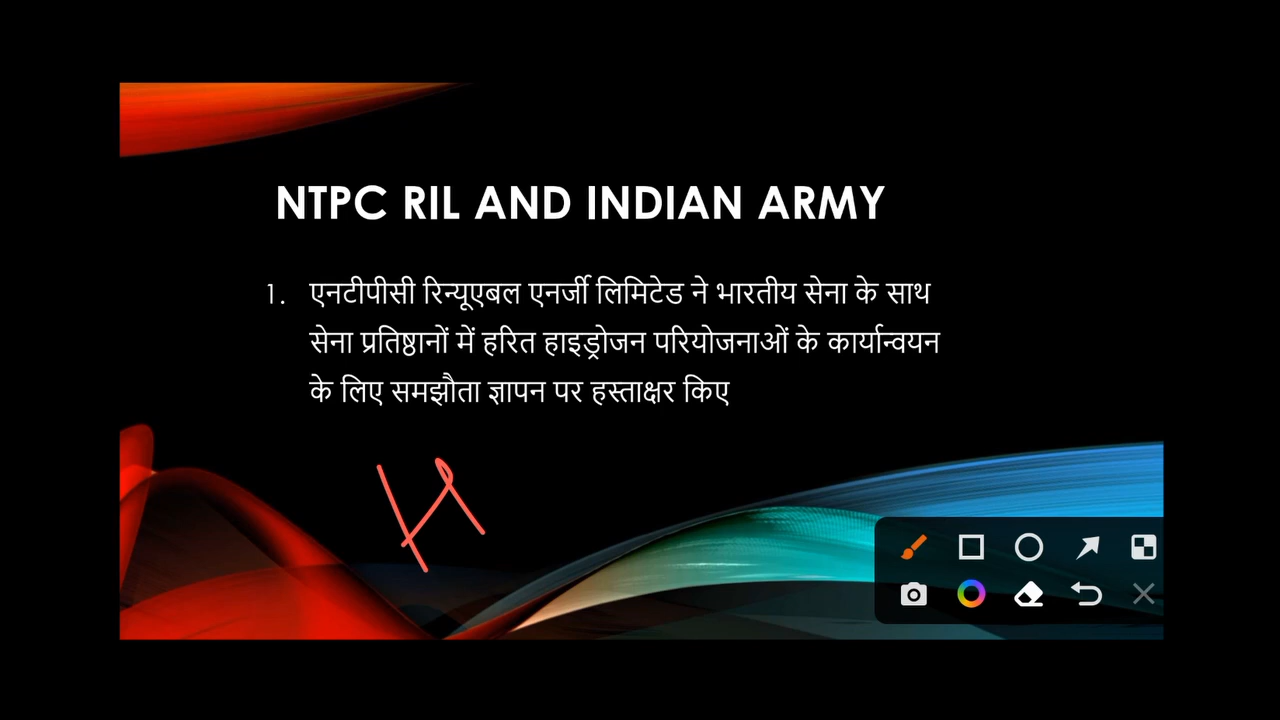 NTPC RIL AND INDIAN ARMY
1. एनटीपीसी रिन्यूएबल एनर्जी लिमिटेड ने भारतीय सेना के साथ
सेना प्रतिष्ठानों में हरित हाइड्रोजन परियोजनाओं के कार्यान्वयन
के लिए समझौता ज्ञापन पर हस्ताक्षर किए